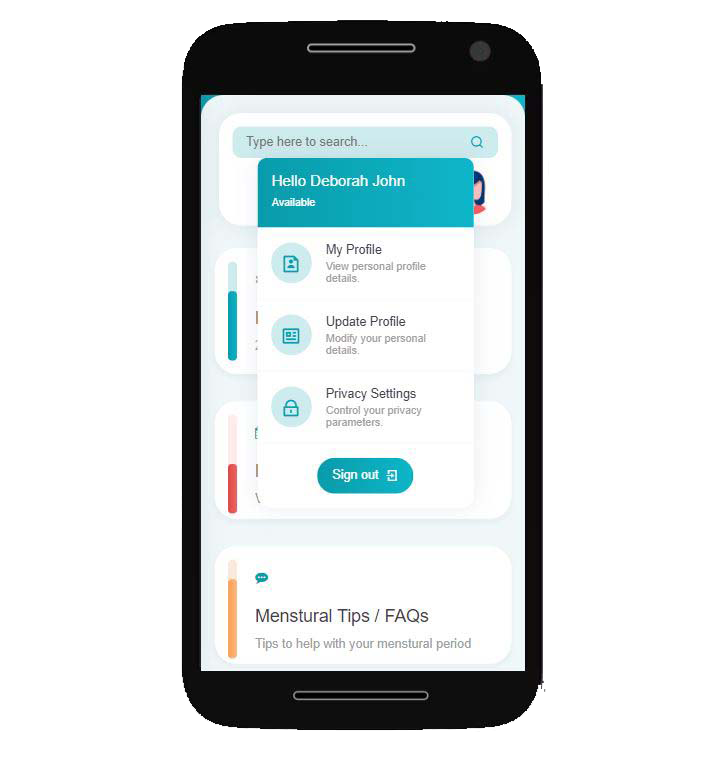 Type here to search...
Hello Deborah John
Available
My Profile
View personal profile
details.
Update Profile
Modify your personal
details.
Privacy Settings
Control your privacy
parameters.
Sign out
Menstural Tips / FAQs
Tips to help with your menstural period